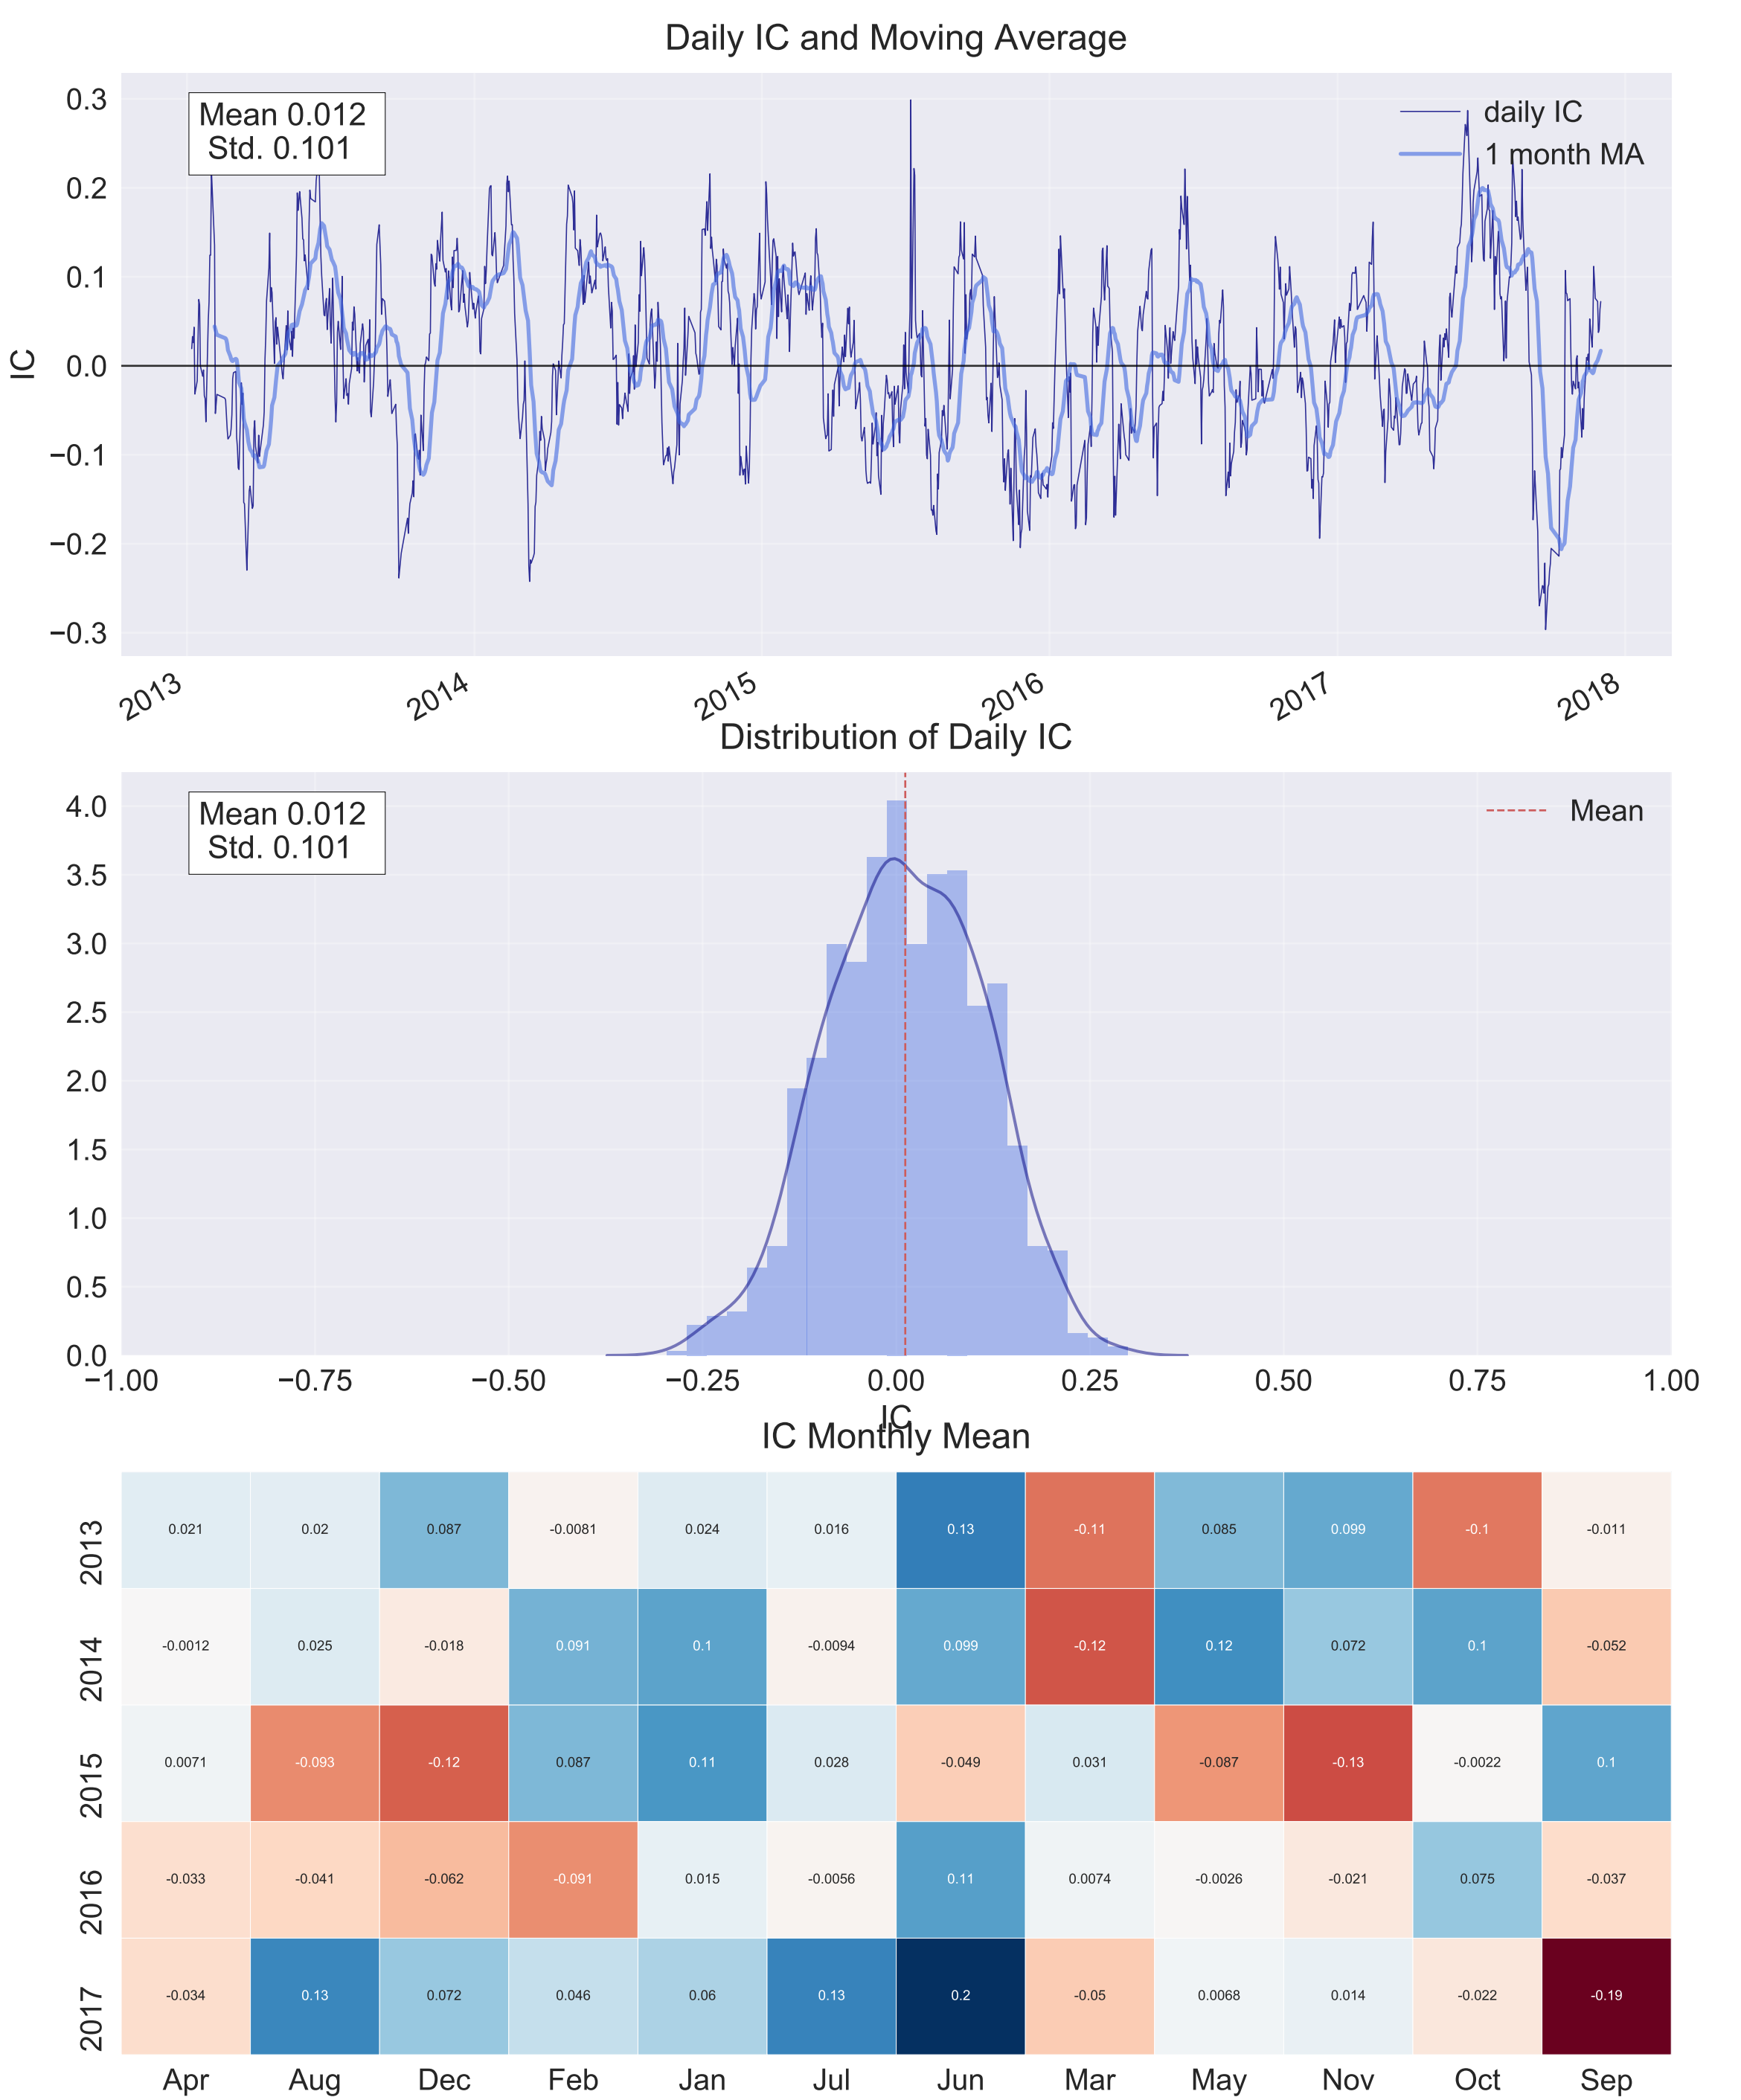 Daily IC and Moving Average
Mean 0.012
Std. 0.101
daily IC
1 month MA
IC
0.3
0.2
0.1
0.0
−0.1
−0.2
−0.3
2013 2014 2015 2016 2017 2018
Distribution of Daily IC
Mean 0.012
Std. 0.101
Mean
4.0
3.5
3.0
2.5
2.0
1.5
1.0
0.5
0.0
−1.00 −0.75 −0.50 −0.25 0.00 0.25 0.50 0.75 1.00
IC
IC Monthly Mean
2013 0.021 0.02 0.087 -0.0081 0.024 0.016 0.13 -0.11 0.085 0.099 -0.1 -0.011
2014 -0.0012 0.025 -0.018 0.091 0.1 -0.0094 0.099 -0.12 0.12 0.072 0.1 -0.052
2015 0.0071 -0.093 -0.12 0.087 0.11 0.028 -0.049 0.031 -0.087 -0.13 -0.0022 0.1
2016 -0.033 -0.041 -0.062 -0.091 0.015 -0.0056 0.11 0.0074 -0.0026 -0.021 0.075 -0.037
2017 -0.034 0.13 0.072 0.046 0.06 0.13 0.2 -0.05 0.0068 0.014 -0.022 -0.19
Apr Aug Dec Feb Jan Jul Jun Mar May Nov Oct Sep